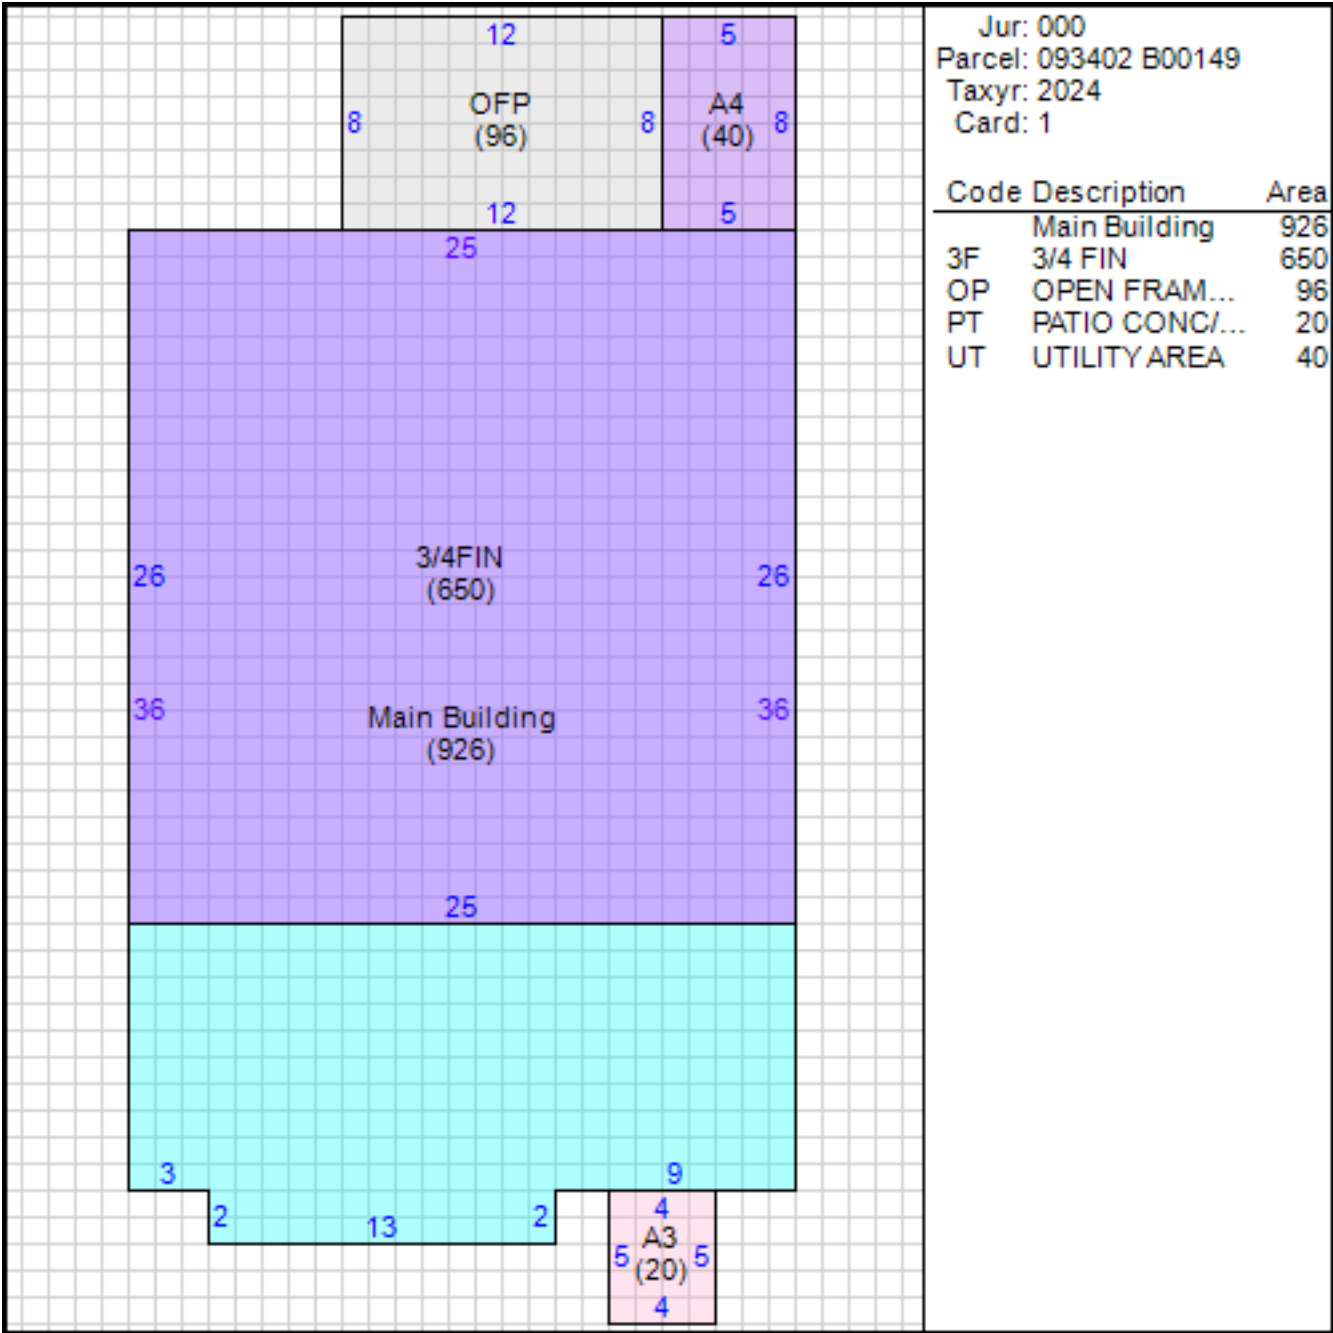 12
5
OFP
(96)
8
8
A4
(40)
8
12
5
25
3/4FIN
(650)
26
26
36
36
Main Building
(926)
25
3
9
2
13
2
4
A3
(20)
5
5
4
Jur: 000
Parcel: 093402 B00149
Taxyr: 2024
Card: 1
Code Description Area
Main Building 926
3F 3/4 FIN 650
OP OPEN FRAM... 96
PT PATIO CONC/... 20
UT UTILITY AREA 40